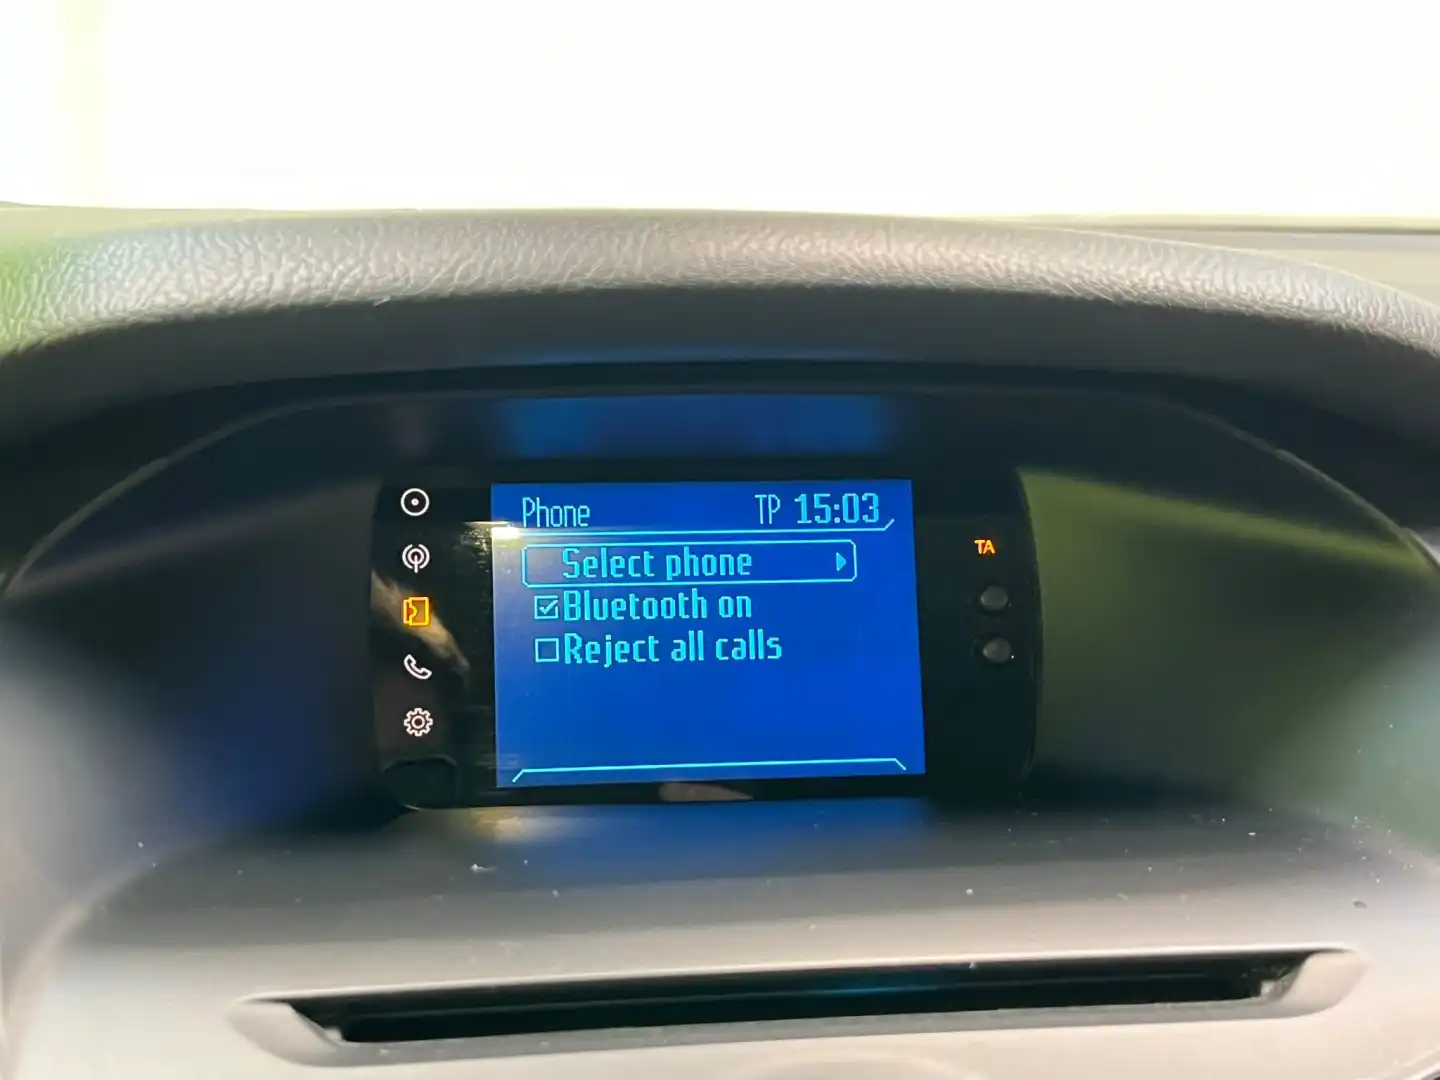 Phone TP 15:03
Select phone
TA
Bluetooth on
Reject all calls